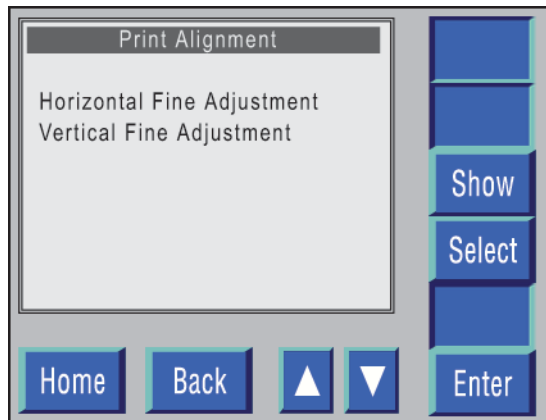 Print Alignment
Horizontal Fine Adjustment
Vertical Fine Adjustment
Show
Select
Home
Back
Enter